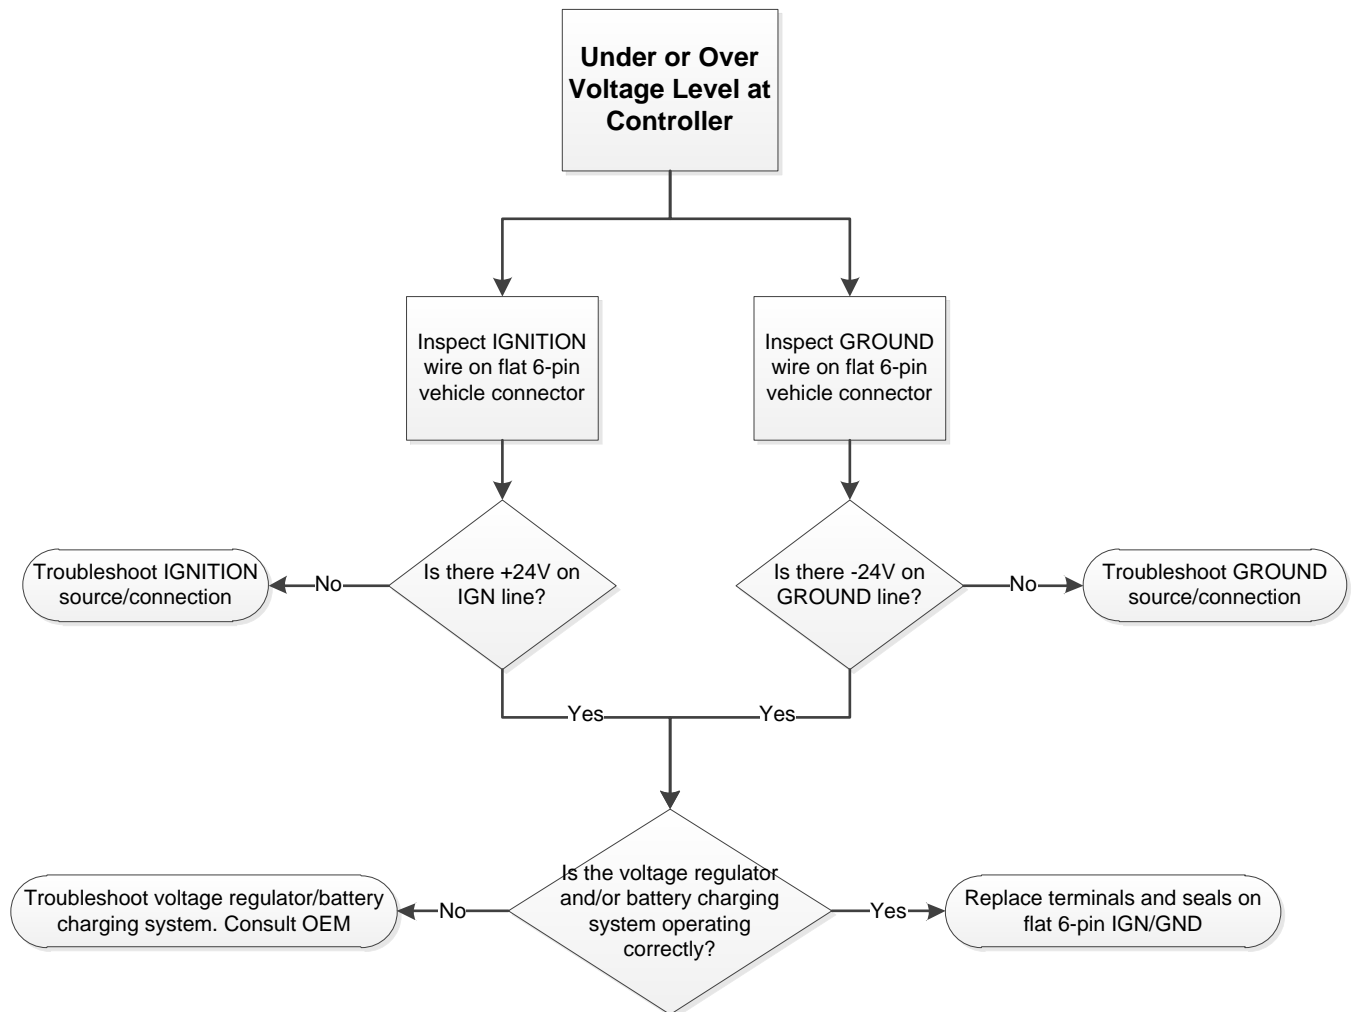 Under or Over
Voltage Level at
Controller
Inspect IGNITION
wire on flat 6-pin
vehicle connector
Inspect GROUND
wire on flat 6-pin
vehicle connector
Troubleshoot IGNITION
source/connection
No
Is there +24V on
IGN line?
Is there -24V on
GROUND line?
No
Troubleshoot GROUND
source/connection
Yes
Yes
Troubleshoot voltage regulator/battery
charging system. Consult OEM
No
Is the voltage regulator
and/or battery charging
system operating
correctly?
Yes
Replace terminals and seals on
flat 6-pin IGN/GND